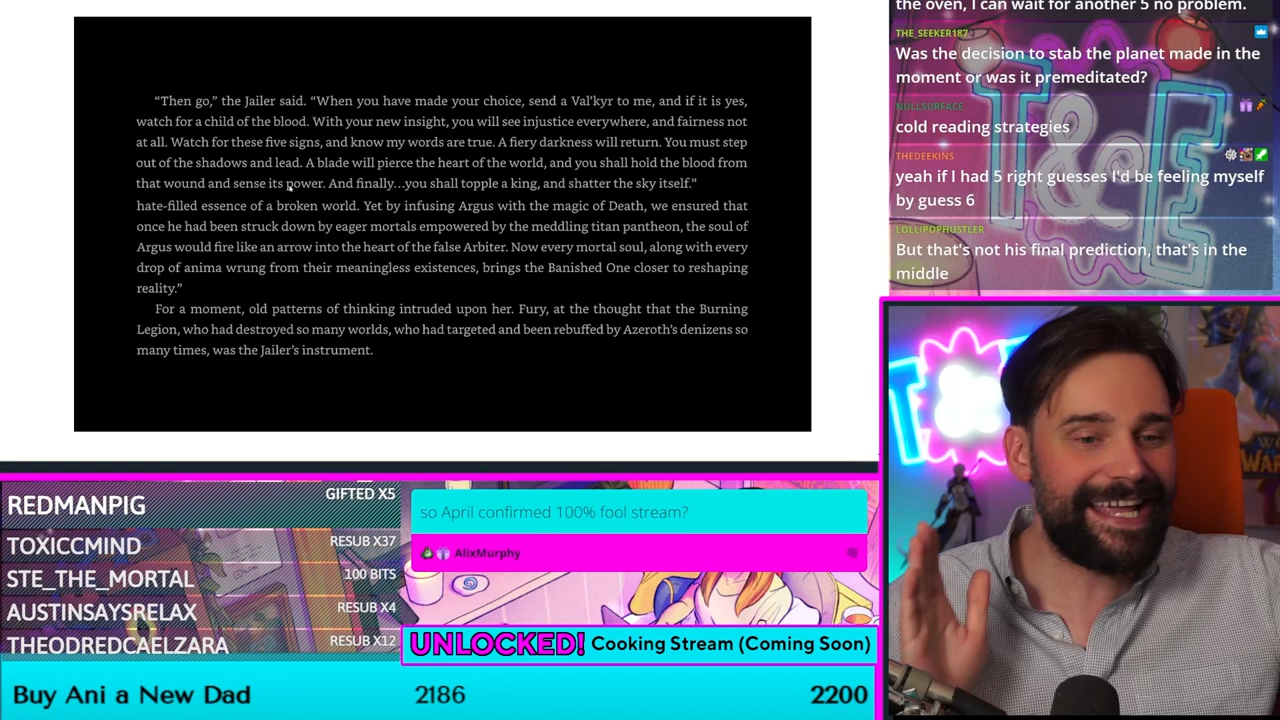 “Then go,” the Jailer said. “When you have made your choice, send a Val’kyr to me, and if it is yes,
watch for a child of the blood. With your new insight, you will see injustice everywhere, and fairness not
at all. Watch for these five signs, and know my words are true. A fiery darkness will return. You must step
out of the shadows and lead. A blade will pierce the heart of the world, and you shall hold the blood from
that wound and sense its power. And finally…you shall topple a king, and shatter the sky itself.”
hate-filled essence of a broken world. Yet by infusing Argus with the magic of Death, we ensured that
once he had been struck down by eager mortals empowered by the meddling titan pantheon, the soul of
Argus would fire like an arrow into the heart of the false Arbiter. Now every mortal soul, along with every
drop of anima wrung from their meaningless existences, brings the Banished One closer to reshaping
reality.”
For a moment, old patterns of thinking intruded upon her. Fury, at the thought that the Burning
Legion, who had destroyed so many worlds, who had targeted and been rebuffed by Azeroth’s denizens so
many times, was the Jailer’s instrument.
the oven, I can wait for another 5 no problem.
THE_SEEKER187
Was the decision to stab the planet made in the
moment or was it premeditated?
NULLSURFACE
cold reading strategies
THEDEEKINS
yeah if I had 5 right guesses I'd be feeling myself
by guess 6
LOLLIPOPHUSTLER
But that's not his final prediction, that's in the
middle
REDMANPIG GIFTED X5
TOXICCMIND RESUB X37
STE_THE_MORTAL 100 BITS
AUSTINSAYSRELAX RESUB X4
THEODREDCAELZARA RESUB X12
so April confirmed 100% fool stream?
AlixMurphy
UNLOCKED! Cooking Stream (Coming Soon)
Buy Ani a New Dad 2186 2200